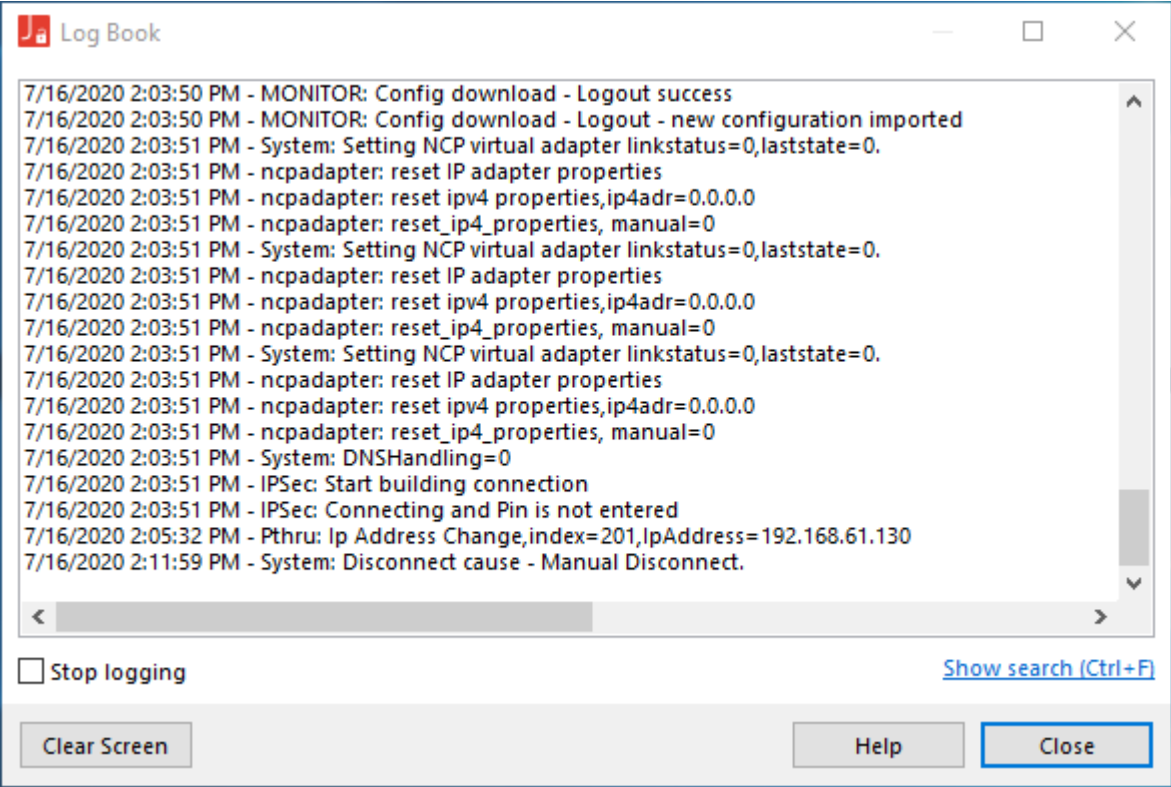 Log Book
7/16/2020 2:03:50 PM - MONITOR: Config download - Logout success
7/16/2020 2:03:50 PM - MONITOR: Config download - Logout - new configuration imported
7/16/2020 2:03:51 PM - System: Setting NCP virtual adapter linkstatus=0,laststate=0.
7/16/2020 2:03:51 PM - ncpadapter: reset IP adapter properties
7/16/2020 2:03:51 PM - ncpadapter: reset ipv4 properties,ip4adr=0.0.0.0
7/16/2020 2:03:51 PM - ncpadapter: reset_ip4_properties, manual=0
7/16/2020 2:03:51 PM - System: Setting NCP virtual adapter linkstatus=0,laststate=0.
7/16/2020 2:03:51 PM - ncpadapter: reset IP adapter properties
7/16/2020 2:03:51 PM - ncpadapter: reset ipv4 properties,ip4adr=0.0.0.0
7/16/2020 2:03:51 PM - ncpadapter: reset_ip4_properties, manual=0
7/16/2020 2:03:51 PM - System: Setting NCP virtual adapter linkstatus=0,laststate=0.
7/16/2020 2:03:51 PM - ncpadapter: reset IP adapter properties
7/16/2020 2:03:51 PM - ncpadapter: reset ipv4 properties,ip4adr=0.0.0.0
7/16/2020 2:03:51 PM - ncpadapter: reset_ip4_properties, manual=0
7/16/2020 2:03:51 PM - System: DNSHandling=0
7/16/2020 2:03:51 PM - IPSec: Start building connection
7/16/2020 2:03:51 PM - IPSec: Connecting and Pin is not entered
7/16/2020 2:05:32 PM - Pthru: Ip Address Change,index=201,IpAddress=192.168.61.130
7/16/2020 2:11:59 PM - System: Disconnect cause - Manual Disconnect.
Stop logging
Show search (Ctrl+F)
Clear Screen
Help
Close